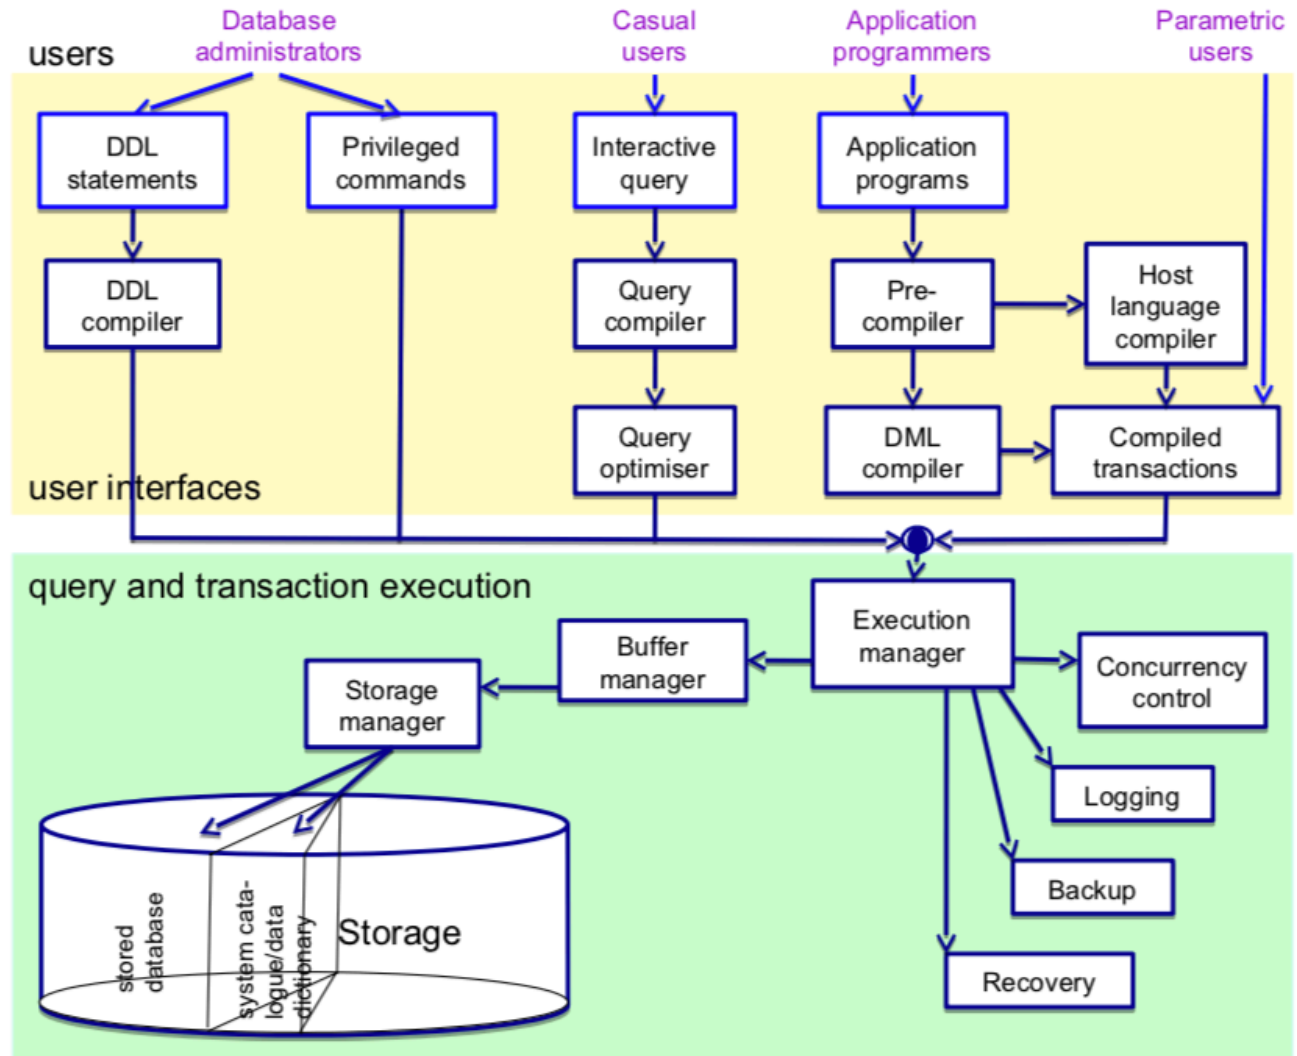 users
Database
administrators
Casual
users
Application
programmers
Parametric
users
DDL
statements
Privileged
commands
Interactive
query
Application
programs
DDL
compiler
Query
compiler
Pre-
compiler
Host
language
compiler
Query
optimiser
DML
compiler
Compiled
transactions
user interfaces
query and transaction execution
Execution
manager
Buffer
manager
Storage
manager
Concurrency
control
Logging
Backup
Recovery
stored
database
system cata-
logue/data
dictionary
Storage